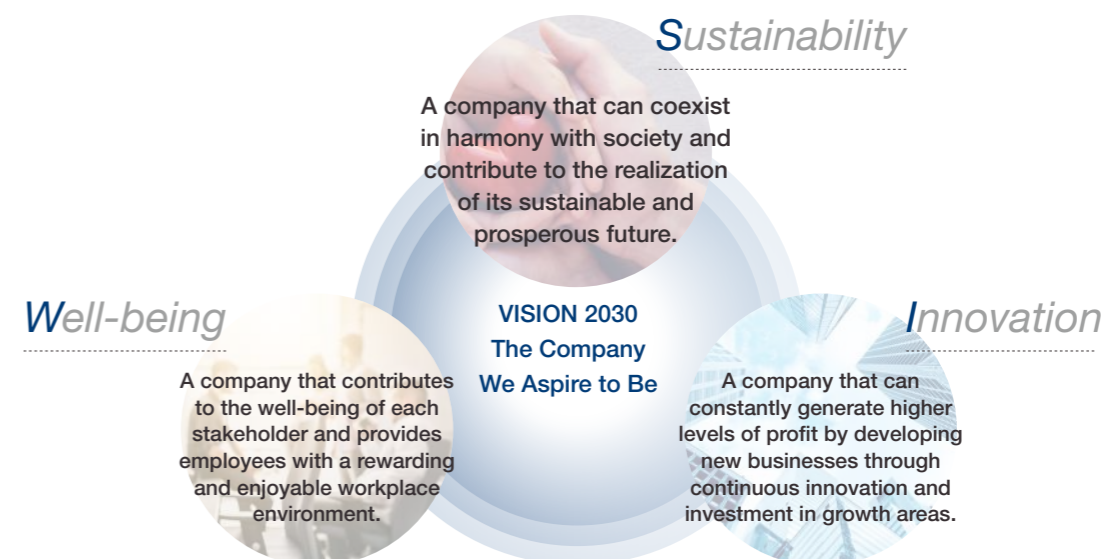 Sustainability
A company that can coexist
in harmony with society and
contribute to the realization
of its sustainable and
prosperous future.
VISION 2030
The Company
We Aspire to Be
Well-being
A company that contributes
to the well-being of each
stakeholder and provides
employees with a rewarding
and enjoyable workplace
environment.
Innovation
A company that can
constantly generate higher
levels of profit by developing
new businesses through
continuous innovation and
investment in growth areas.